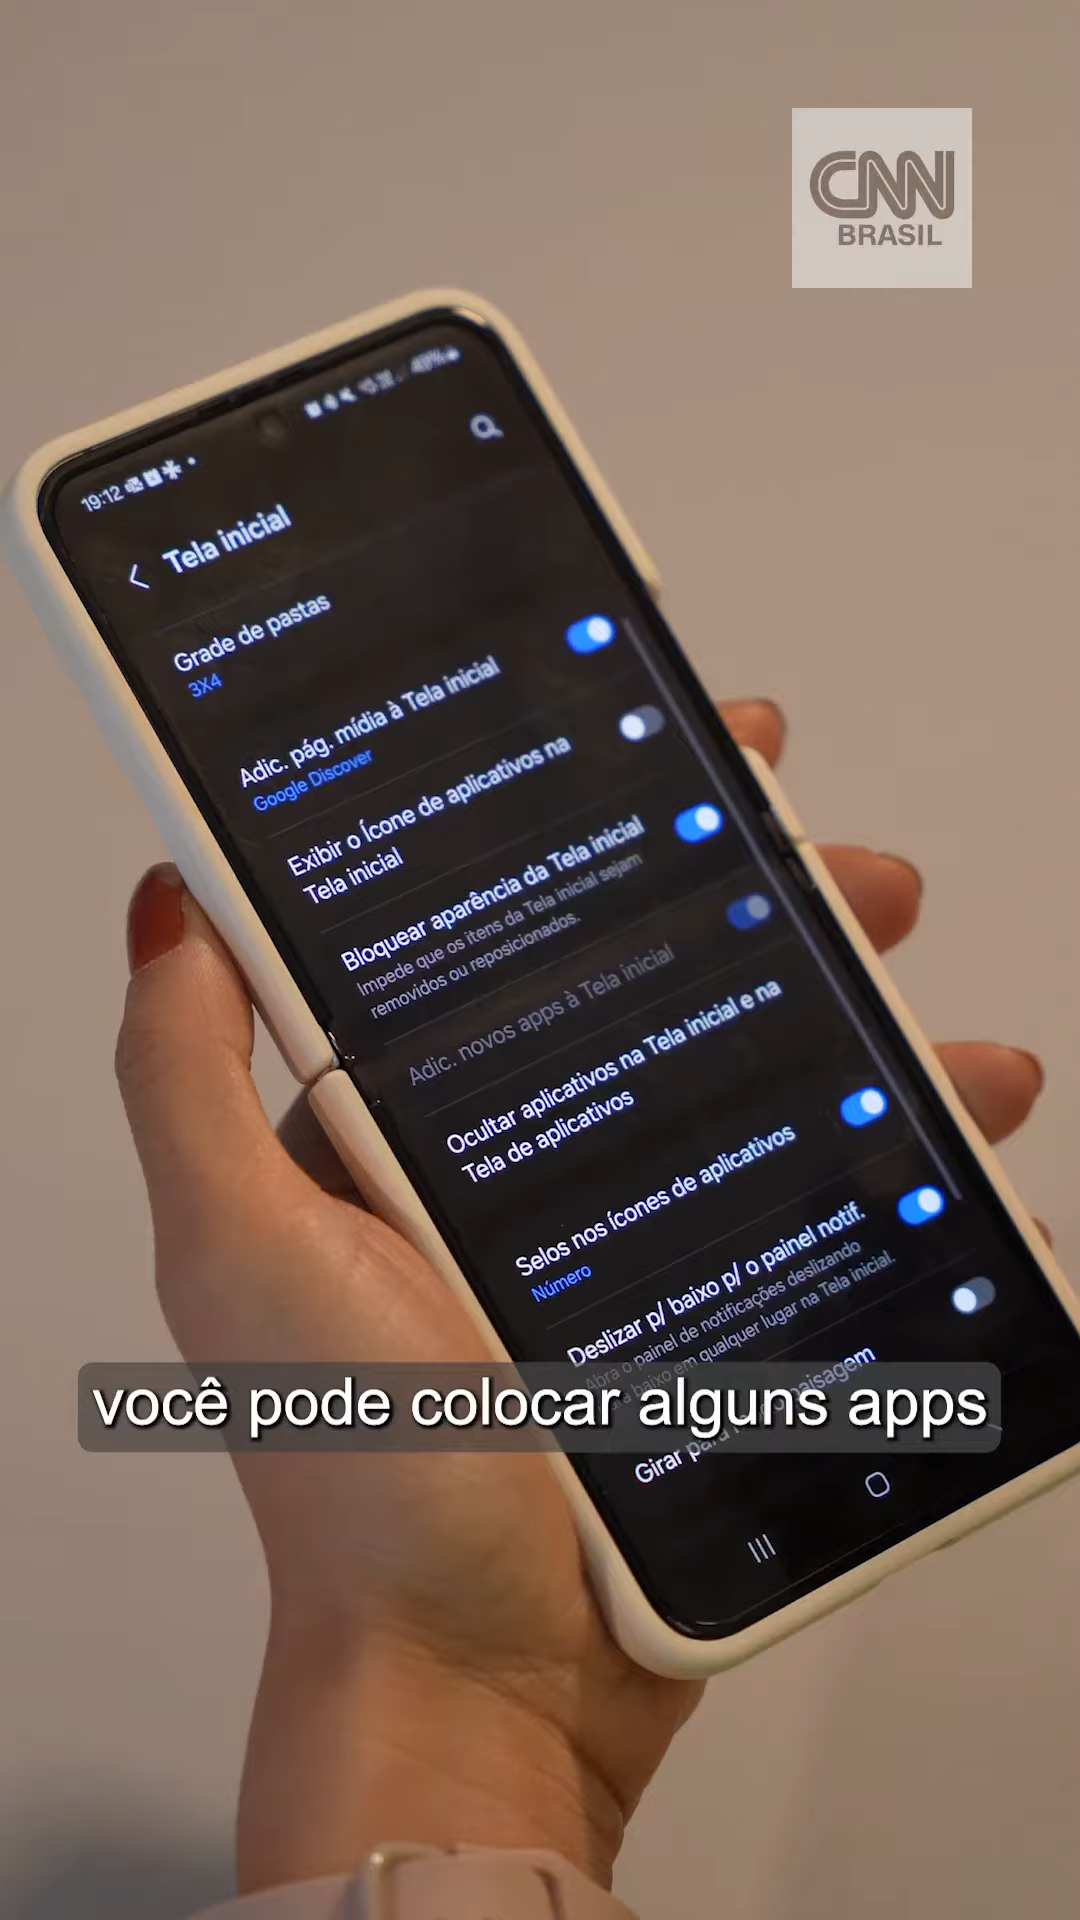 CNN
BRASIL
19:12
Tela inicial
Grade de pastas
3X4
Adic. pág. mídia à Tela inicial
Google Discover
Exibir o Ícone de aplicativos na
Tela inicial
Bloquear aparência da Tela inicial
Impede que os itens da Tela inicial sejam
removidos ou reposicionados.
Adic. novos apps à Tela inicial
Ocultar aplicativos na Tela inicial e na
Tela de aplicativos
Selos nos ícones de aplicativos
Número
Deslizar p/ baixo p/ o painel notif.
Abra o painel de notificações deslizando
baixo em qualquer lugar na Tela inicial.
Girar
você pode colocar alguns apps